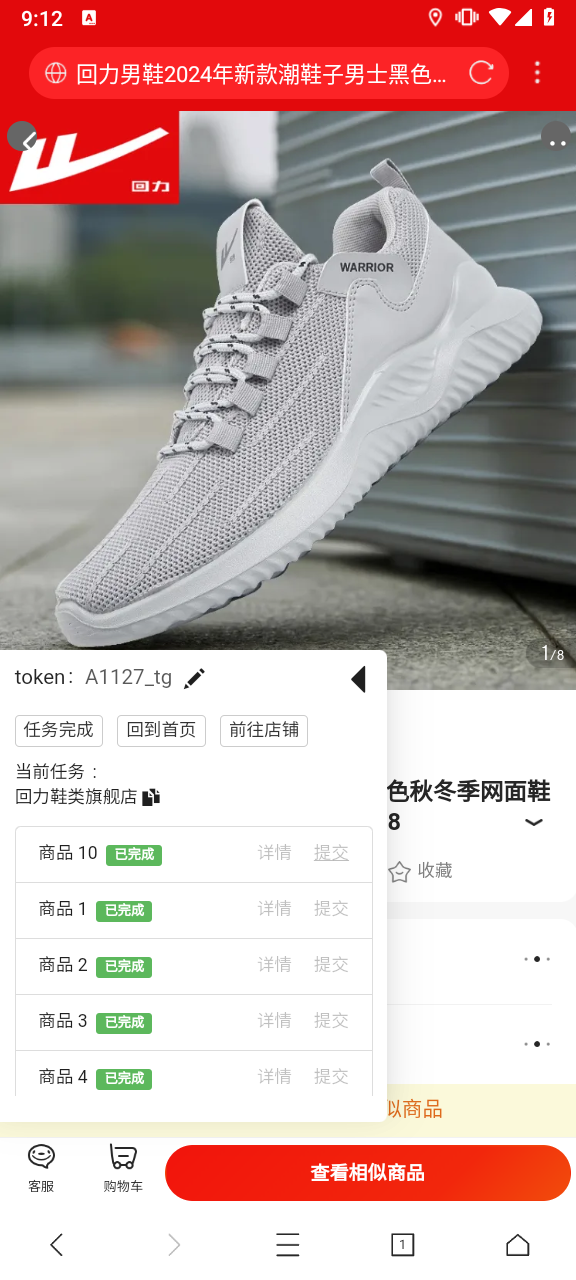 9:12
A
回力男鞋2024年新款潮鞋子男士黑色...
回力
WARRIOR
1/8
token： A1127_tg
任务完成 回到首页 前往店铺
当前任务：
回力鞋类旗舰店
色秋冬季网面鞋
8
收藏
商品 10 已完成 详情 提交
商品 1 已完成 详情 提交
商品 2 已完成 详情 提交
商品 3 已完成 详情 提交
商品 4 已完成 详情 提交
似商品
客服 购物车 查看相似商品
1